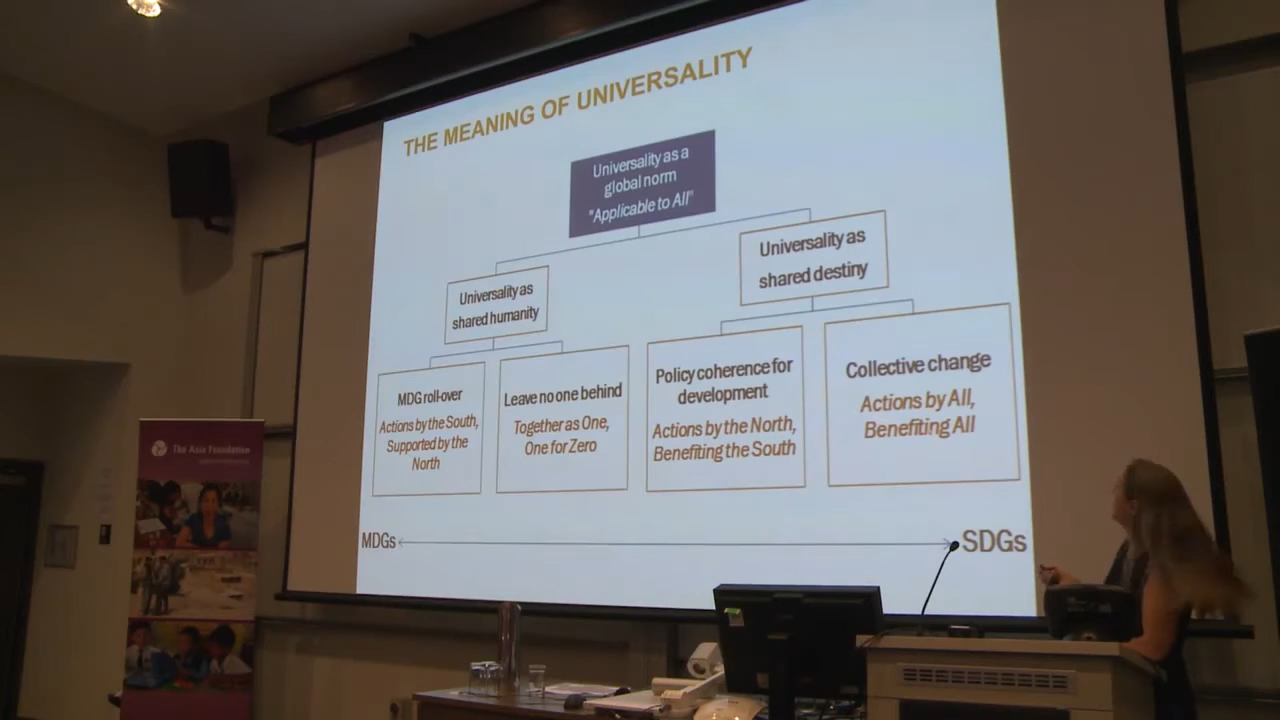 THE MEANING OF UNIVERSALITY
Universality as a
global norm
"Applicable to All"
Universality as
shared humanity
Universality as
shared destiny
MDG roll-over
Actions by the South,
Supported by the
North
Leave no one behind
Together as One,
One for Zero
Policy coherence for
development
Actions by the North,
Benefiting the South
Collective change
Actions by All,
Benefiting All
MDGs
SDGs
The Asia Foundation